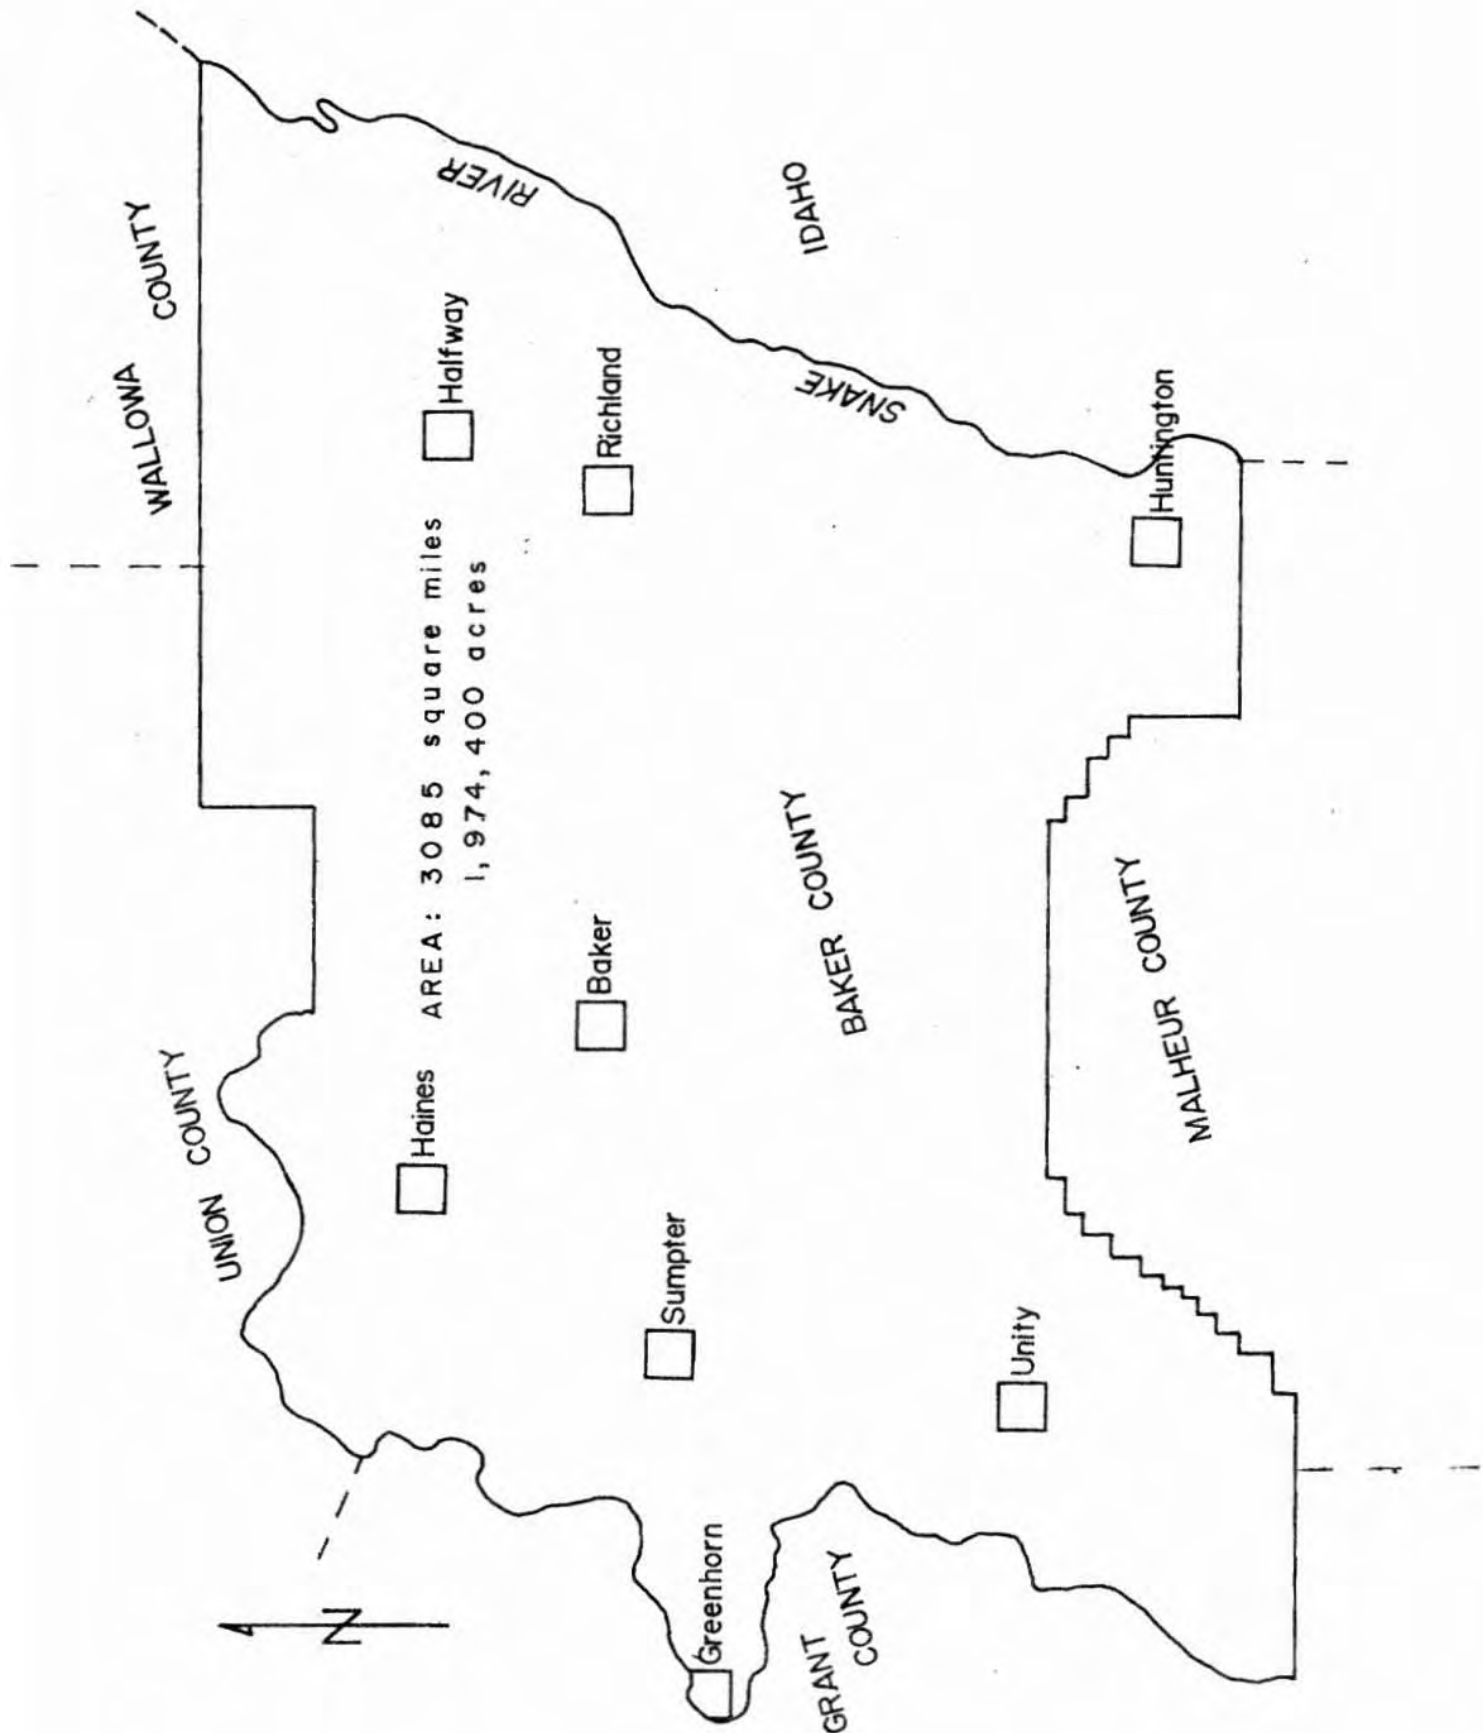 WALLOWA COUNTY
UNION COUNTY
Haines
AREA: 3085 square miles
1,974,400 acres
Halfway
RIVER
Baker
Richland
Sumpter
Greenhorn
IDAHO
BAKER COUNTY
SNAKE
GRANT
COUNTY
Unity
Huntington
MALHEUR COUNTY
N